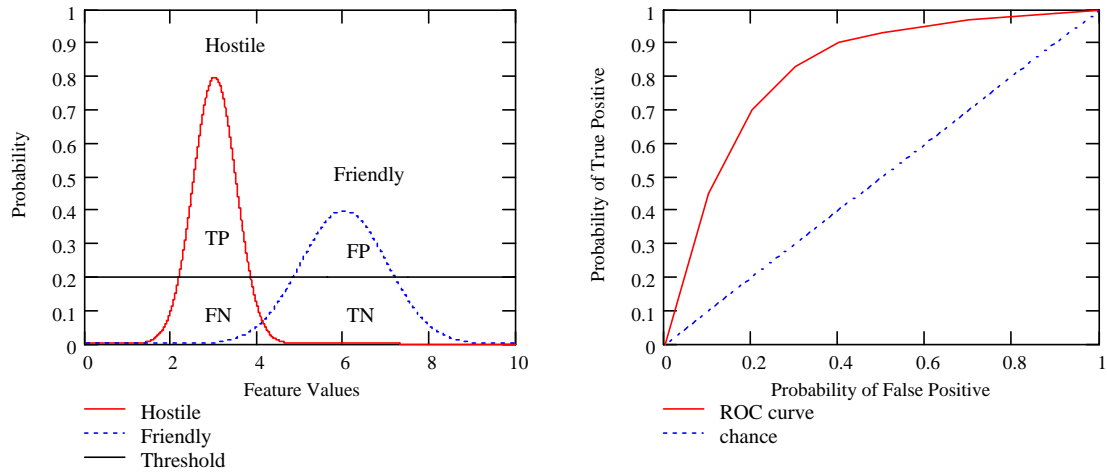 1
0.9
0.8
0.7
0.6
0.5
0.4
0.3
0.2
0.1
0
Probability
Hostile
Friendly
TP
FP
FN
TN
0 2 4 6 8 10
Feature Values
Hostile
Friendly
Threshold
1
0.9
0.8
0.7
0.6
0.5
0.4
0.3
0.2
0.1
0
Probability of True Positive
0 0.2 0.4 0.6 0.8 1
Probability of False Positive
ROC curve
chance